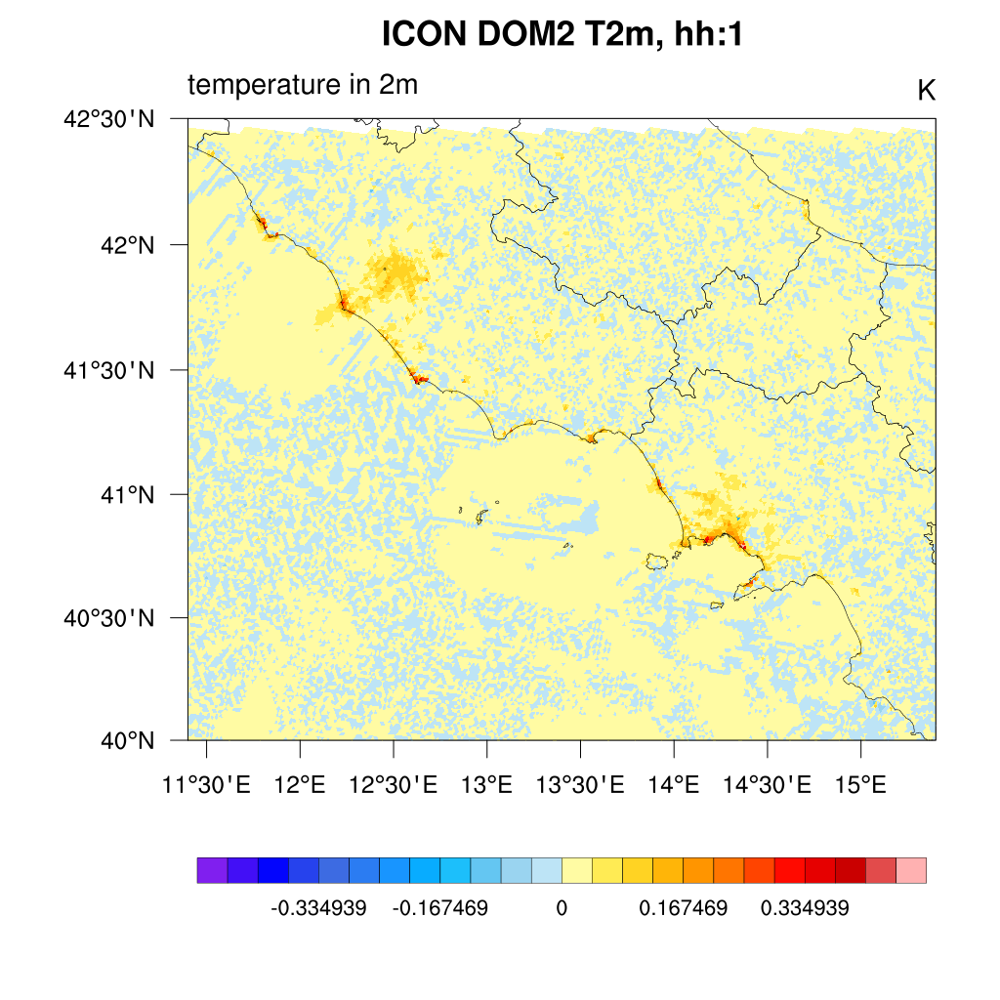 ICON DOM2 T2m, hh:1
temperature in 2m
K
42°30'N
42°N
41°30'N
41°N
40°30'N
40°N
11°30'E 12°E 12°30'E 13°E 13°30'E 14°E 14°30'E 15°E
-0.334939 -0.167469 0 0.167469 0.334939